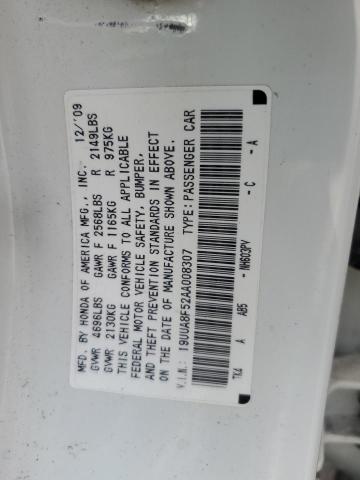 MFD. BY HONDA OF AMERICA MFG., INC. 12/'09
GVWR 4696LBS GAWR F 2568LBS R 2149LBS
GVWR 2130KG GAWR F 1165KG R 975KG
THIS VEHICLE CONFORMS TO ALL APPLICABLE
FEDERAL MOTOR VEHICLE SAFETY, BUMPER,
AND THEFT PREVENTION STANDARDS IN EFFECT
ON THE DATE OF MANUFACTURE SHOWN ABOVE.
V.I.N. 19UUA8F52AA008307 TYPE:PASSENGER CAR
TK4 A AB5 - NH603PV - C - A